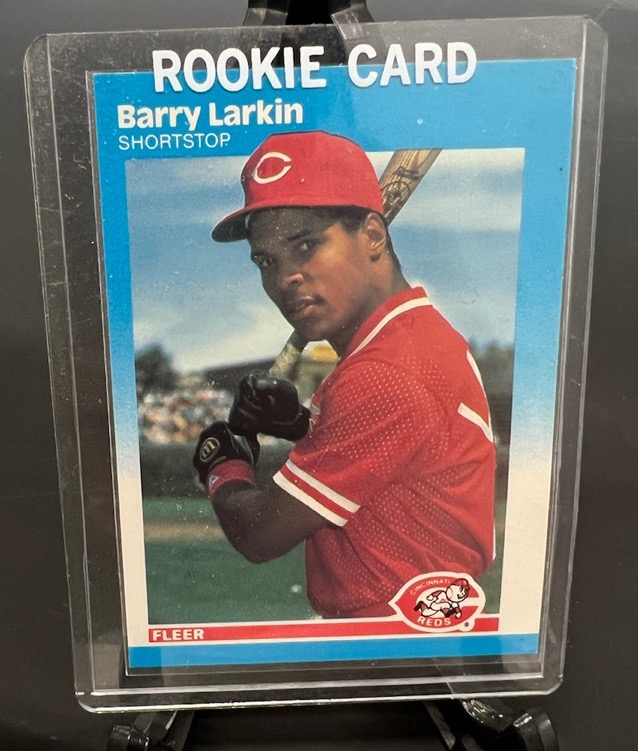 ROOKIE CARD
Barry Larkin
SHORTSTOP
C
CINCINNATI
REDS ®
FLEER